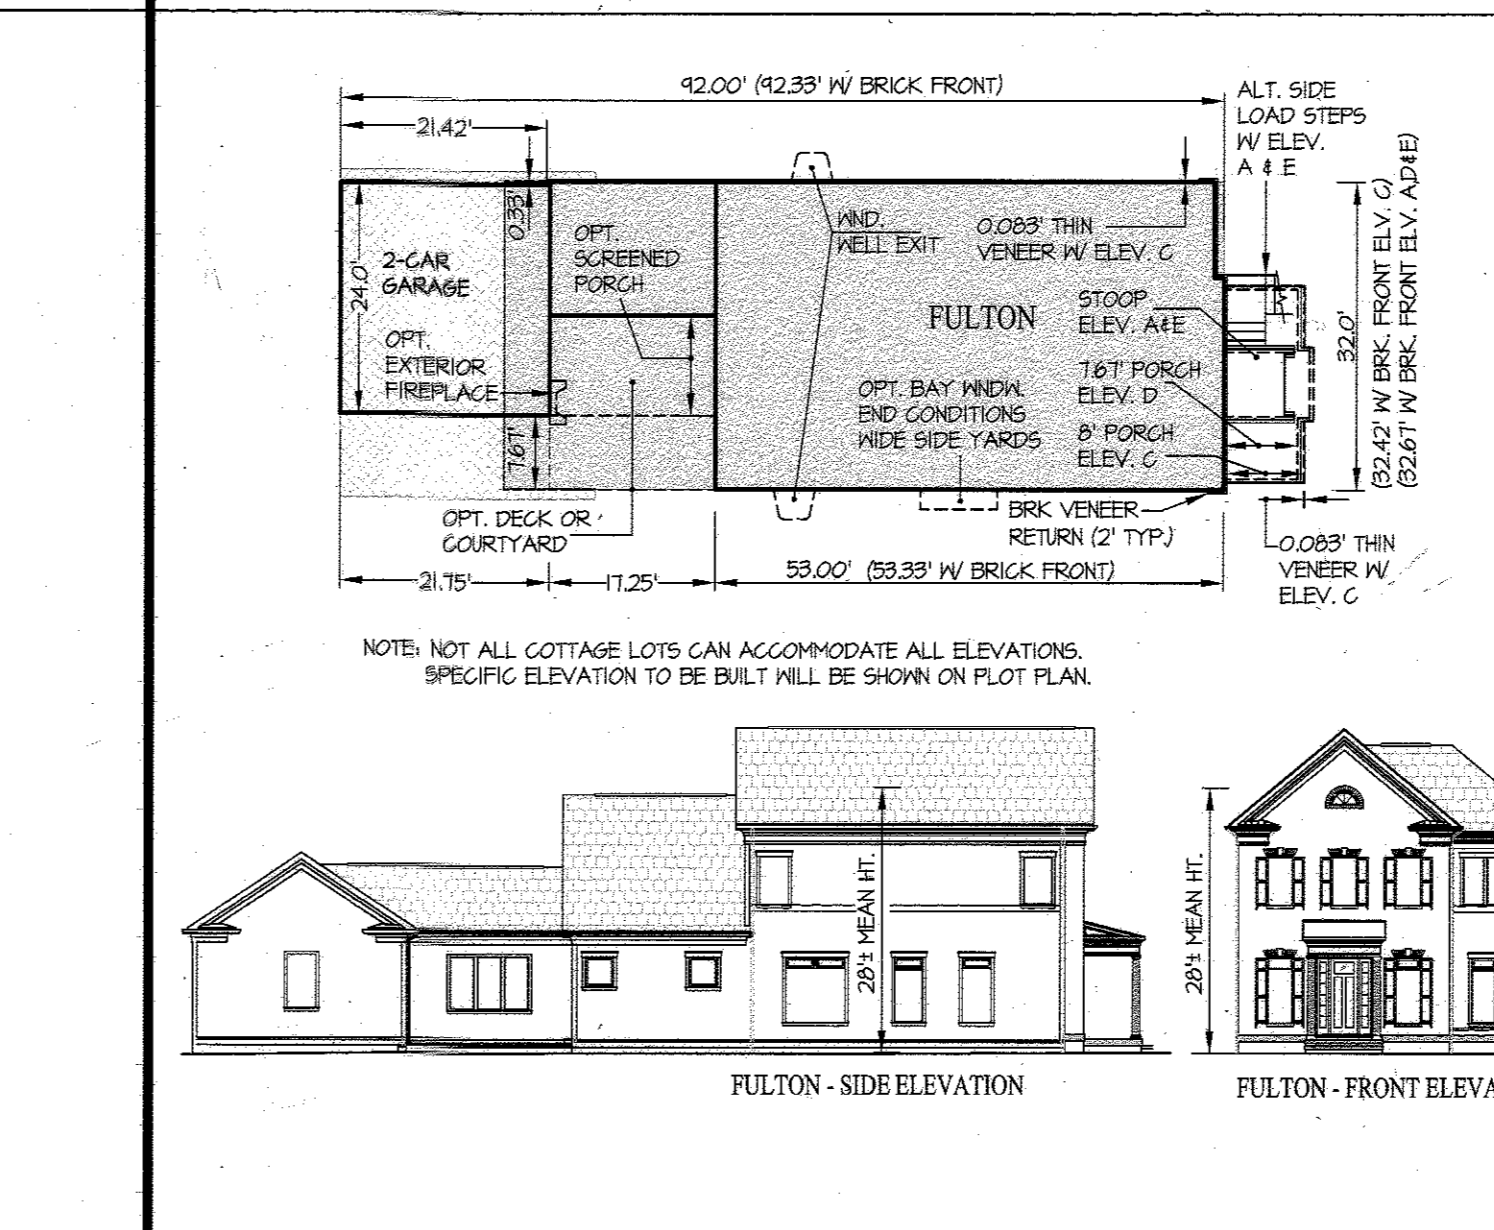 92.00' (92.33' W/ BRICK FRONT)
21.42'
ALT. SIDE
LOAD STEPS
W/ ELEV.
A & E
0.33'
OPT.
SCREENED
PORCH
WND.
WELL EXIT
0.083' THIN
VENEER W/ ELEV. C
2-CAR
GARAGE
24.0'
OPT.
EXTERIOR
FIREPLACE
FULTON
STOOP
ELEV. A&E
7.67' PORCH
ELEV. D
8' PORCH
ELEV. C
OPT. BAY WNDW.
END CONDITIONS
WIDE SIDE YARDS
32.0'
(32.42' W/ BRK. FRONT ELV. C)
(32.67' W/ BRK. FRONT ELV. A,D&E)
7.67'
OPT. DECK OR
COURTYARD
BRK VENEER
RETURN (2' TYP.)
0.083' THIN
VENEER W/
ELEV. C
21.75'
17.25'
53.00' (53.33' W/ BRICK FRONT)
NOTE: NOT ALL COTTAGE LOTS CAN ACCOMMODATE ALL ELEVATIONS.
SPECIFIC ELEVATION TO BE BUILT WILL BE SHOWN ON PLOT PLAN.
28'± MEAN HT.
28'± MEAN HT.
FULTON - SIDE ELEVATION
FULTON - FRONT ELEVA